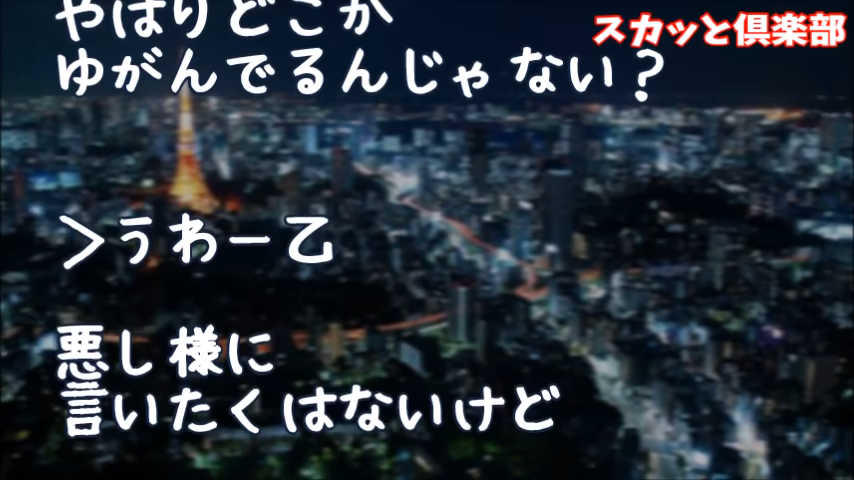 スカッと倶楽部
やはりどこか
ゆがんでるんじゃない？
＞うわー乙
悪し様に
言いたくはないけど